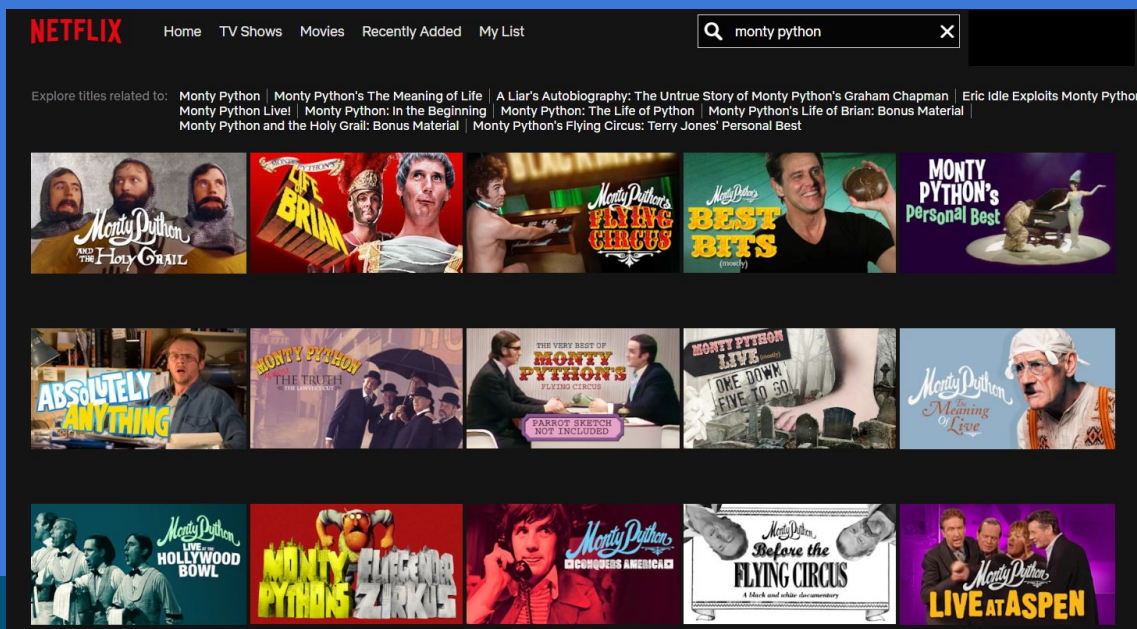 NETFLIX Home TV Shows Movies Recently Added My List monty python
Explore titles related to: Monty Python | Monty Python's The Meaning of Life | A Liar's Autobiography: The Untrue Story of Monty Python's Graham Chapman | Eric Idle Exploits Monty Pytho
Monty Python Live! | Monty Python: In the Beginning | Monty Python: The Life of Python | Monty Python's Life of Brian: Bonus Material |
Monty Python and the Holy Grail: Bonus Material | Monty Python's Flying Circus: Terry Jones' Personal Best
Monty Python
AND THE HOLY GRAIL
MONTY PYTHON'S
LIFE OF
BRIAN
Monty Python's
FLYING
CIRCUS
Monty Python's
BEST
BITS
(mostly)
MONTY
PYTHON'S
Personal Best
ABSOLUTELY
ANYTHING
MONTY PYTHON
THE TRUTH
THE LAWYER'S CUT
THE VERY BEST OF
MONTY
PYTHON'S
FLYING CIRCUS
PARROT SKETCH
NOT INCLUDED
MONTY PYTHON
LIVE (mostly)
ONE DOWN
FIVE TO GO
Monty Python
The
Meaning
Of Live
Monty Python
LIVE AT THE
HOLLYWOOD
BOWL
MONTY FLIEGENDER
PYTHONS ZIRKUS
Monty Python
CONQUERS AMERICA
Monty Python
Before the
FLYING CIRCUS
A black and white documentary
Monty Python
LIVE AT ASPEN